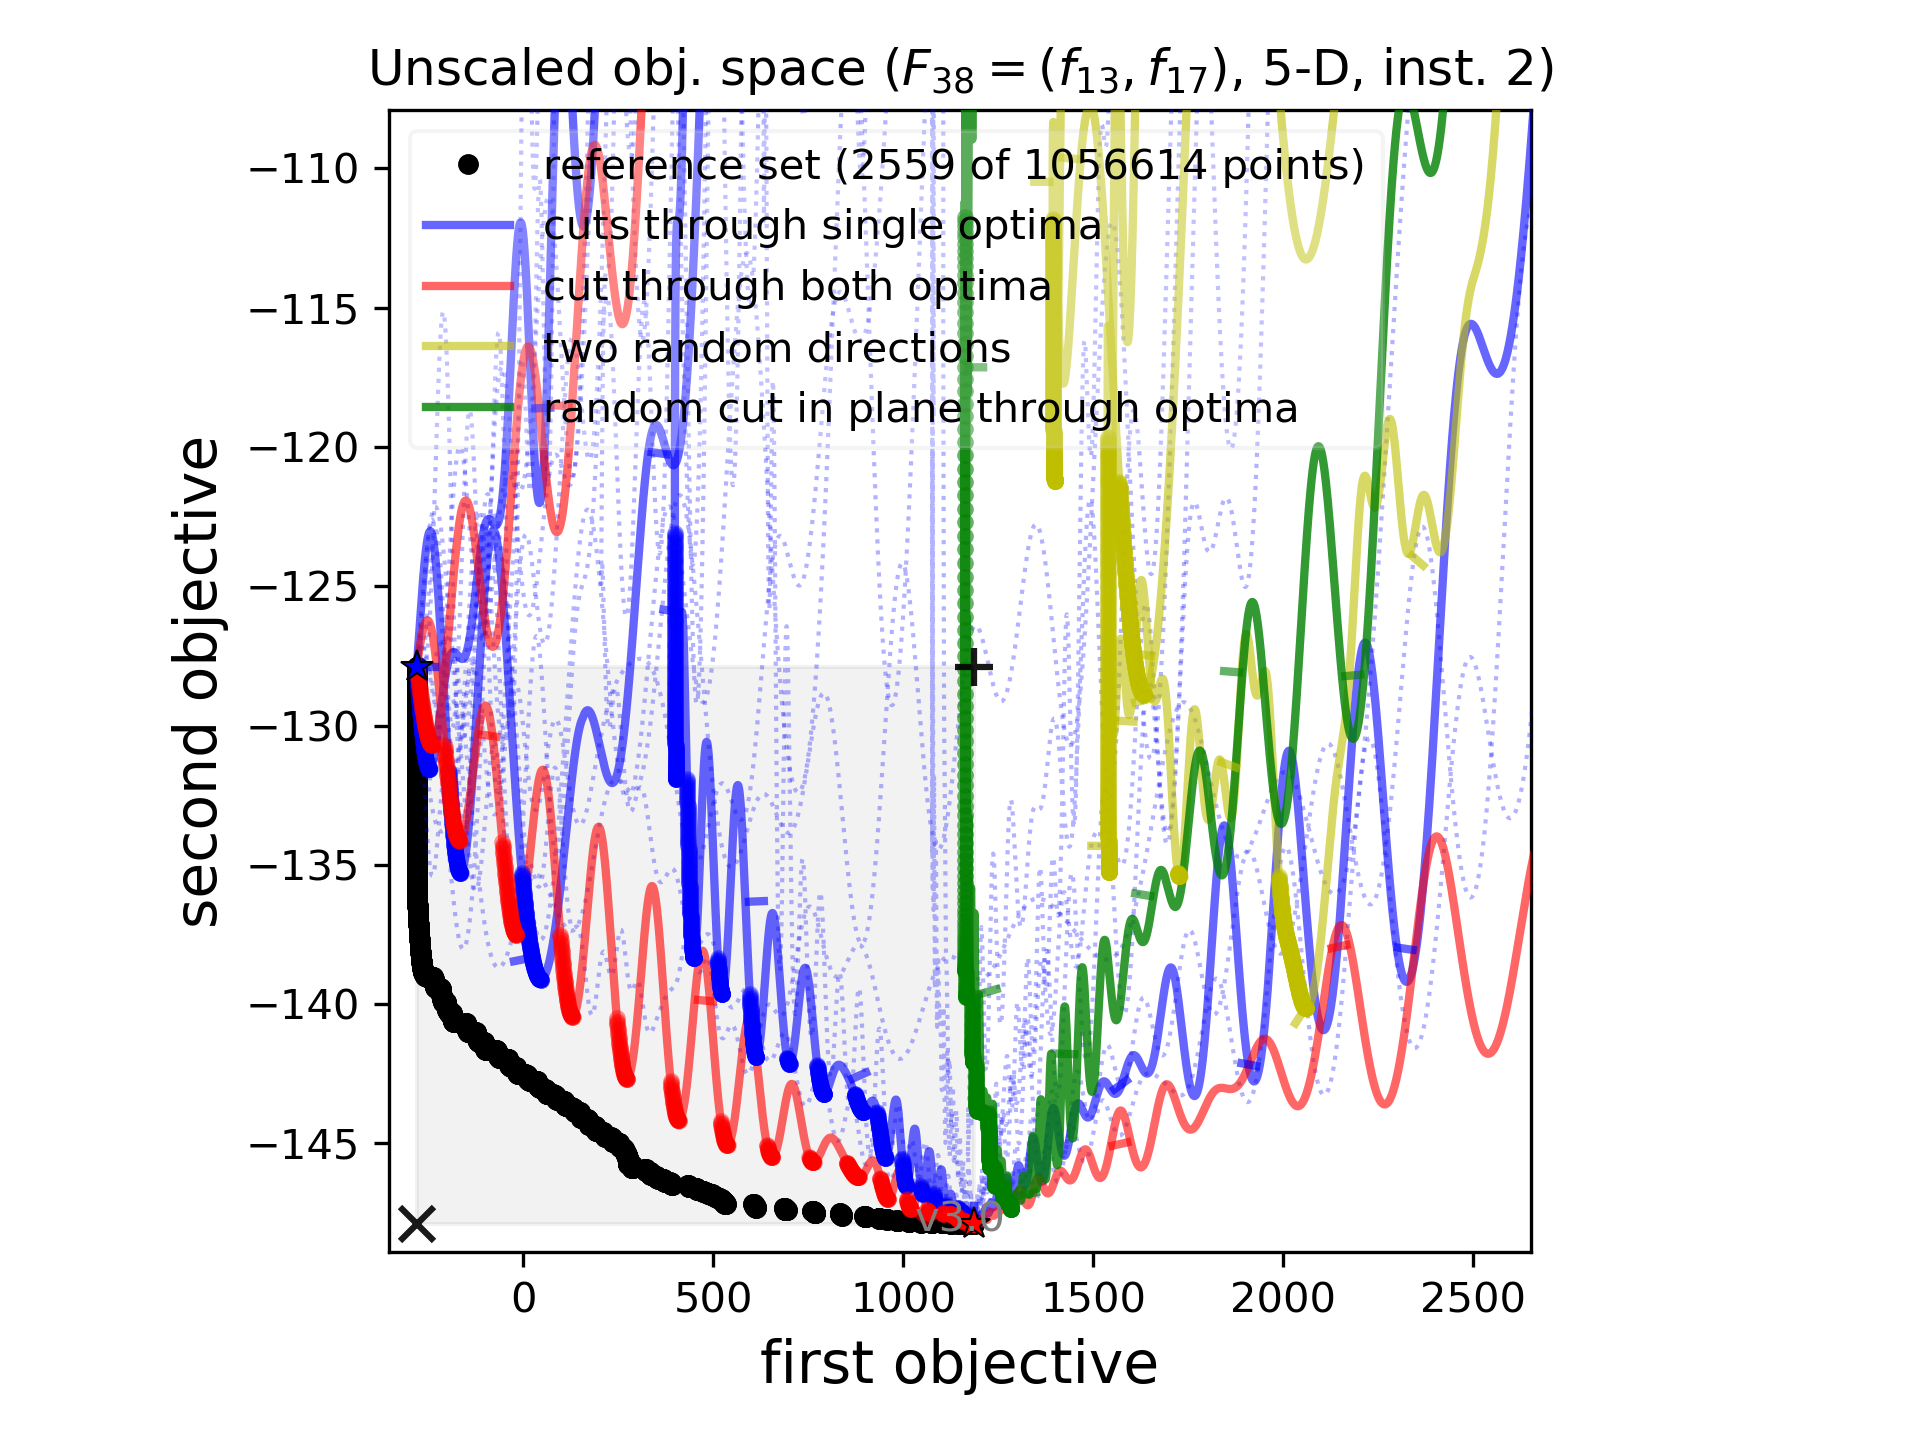 Unscaled obj. space (F₃₈ = (f₁₃, f₁₇), 5-D, inst. 2)
reference set (2559 of 1056614 points)
cuts through single optima
cut through both optima
two random directions
random cut in plane through optima
−110
−115
−120
−125
−130
−135
−140
−145
second objective
v3.0
0 500 1000 1500 2000 2500
first objective